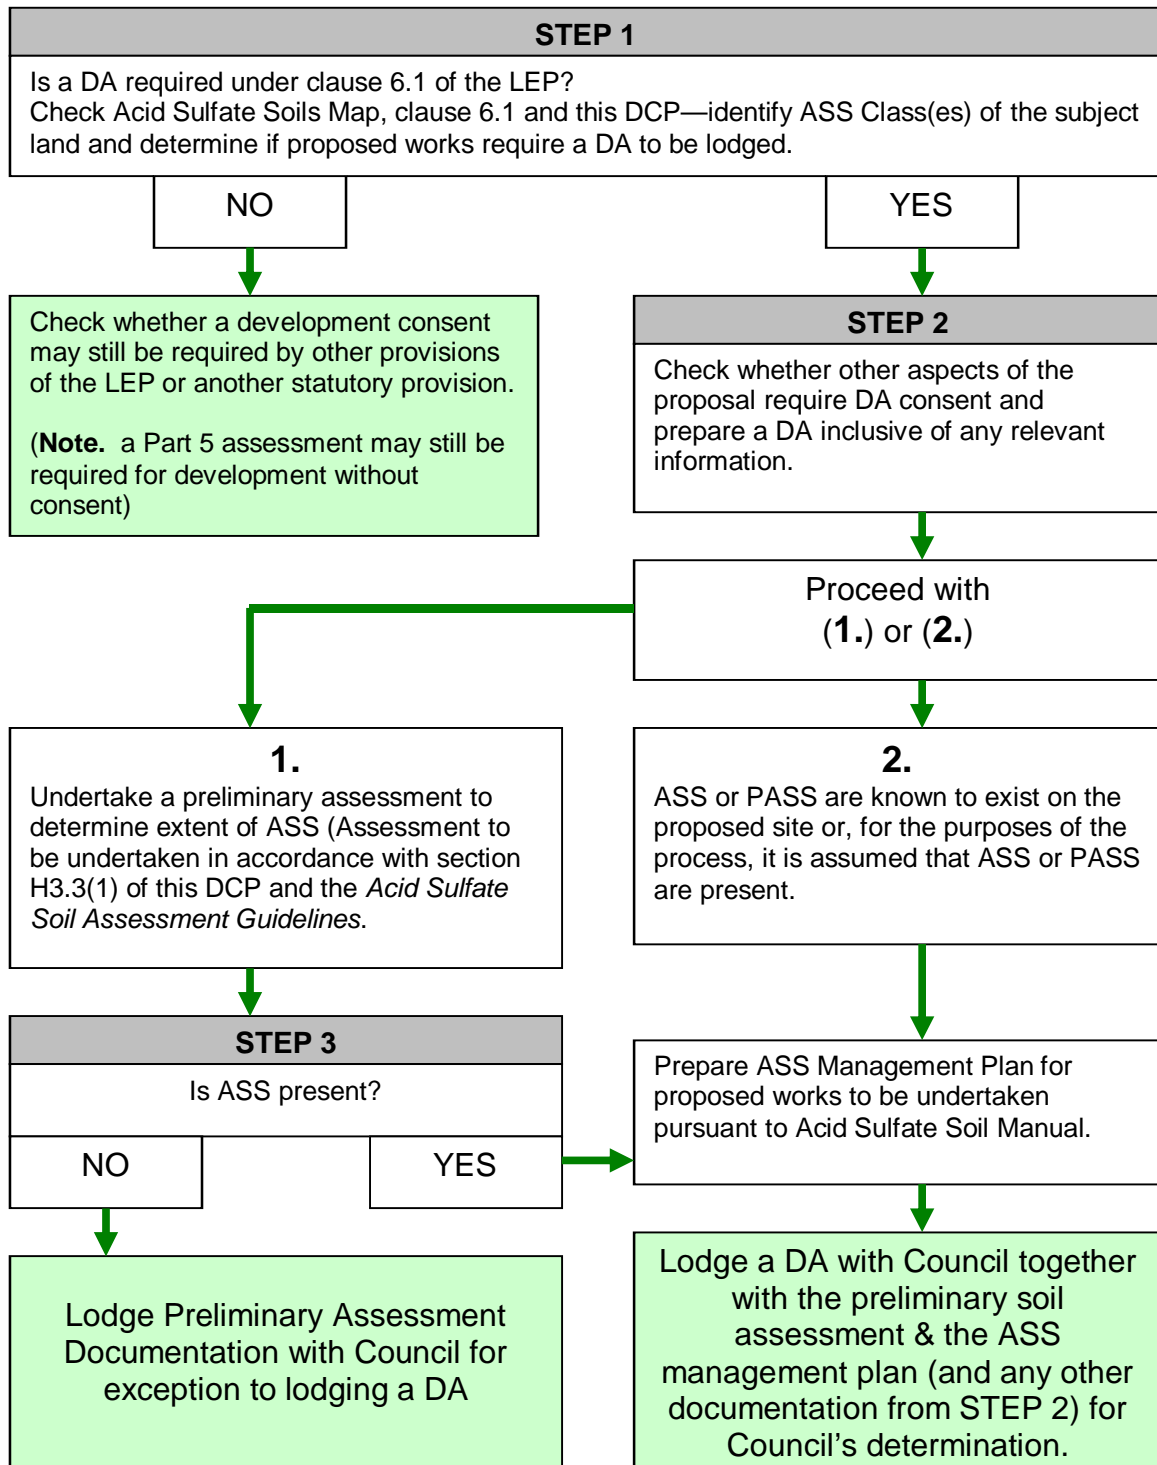 STEP 1
Is a DA required under clause 6.1 of the LEP?
Check Acid Sulfate Soils Map, clause 6.1 and this DCP—identify ASS Class(es) of the subject
land and determine if proposed works require a DA to be lodged.
NO
YES
Check whether a development consent
may still be required by other provisions
of the LEP or another statutory provision.
(Note. a Part 5 assessment may still be
required for development without
consent)
STEP 2
Check whether other aspects of the
proposal require DA consent and
prepare a DA inclusive of any relevant
information.
Proceed with
(1.) or (2.)
1.
Undertake a preliminary assessment to
determine extent of ASS (Assessment to
be undertaken in accordance with section
H3.3(1) of this DCP and the Acid Sulfate
Soil Assessment Guidelines.
2.
ASS or PASS are known to exist on the
proposed site or, for the purposes of the
process, it is assumed that ASS or PASS
are present.
STEP 3
Is ASS present?
NO
YES
Prepare ASS Management Plan for
proposed works to be undertaken
pursuant to Acid Sulfate Soil Manual.
Lodge Preliminary Assessment
Documentation with Council for
exception to lodging a DA
Lodge a DA with Council together
with the preliminary soil
assessment & the ASS
management plan (and any other
documentation from STEP 2) for
Council's determination.